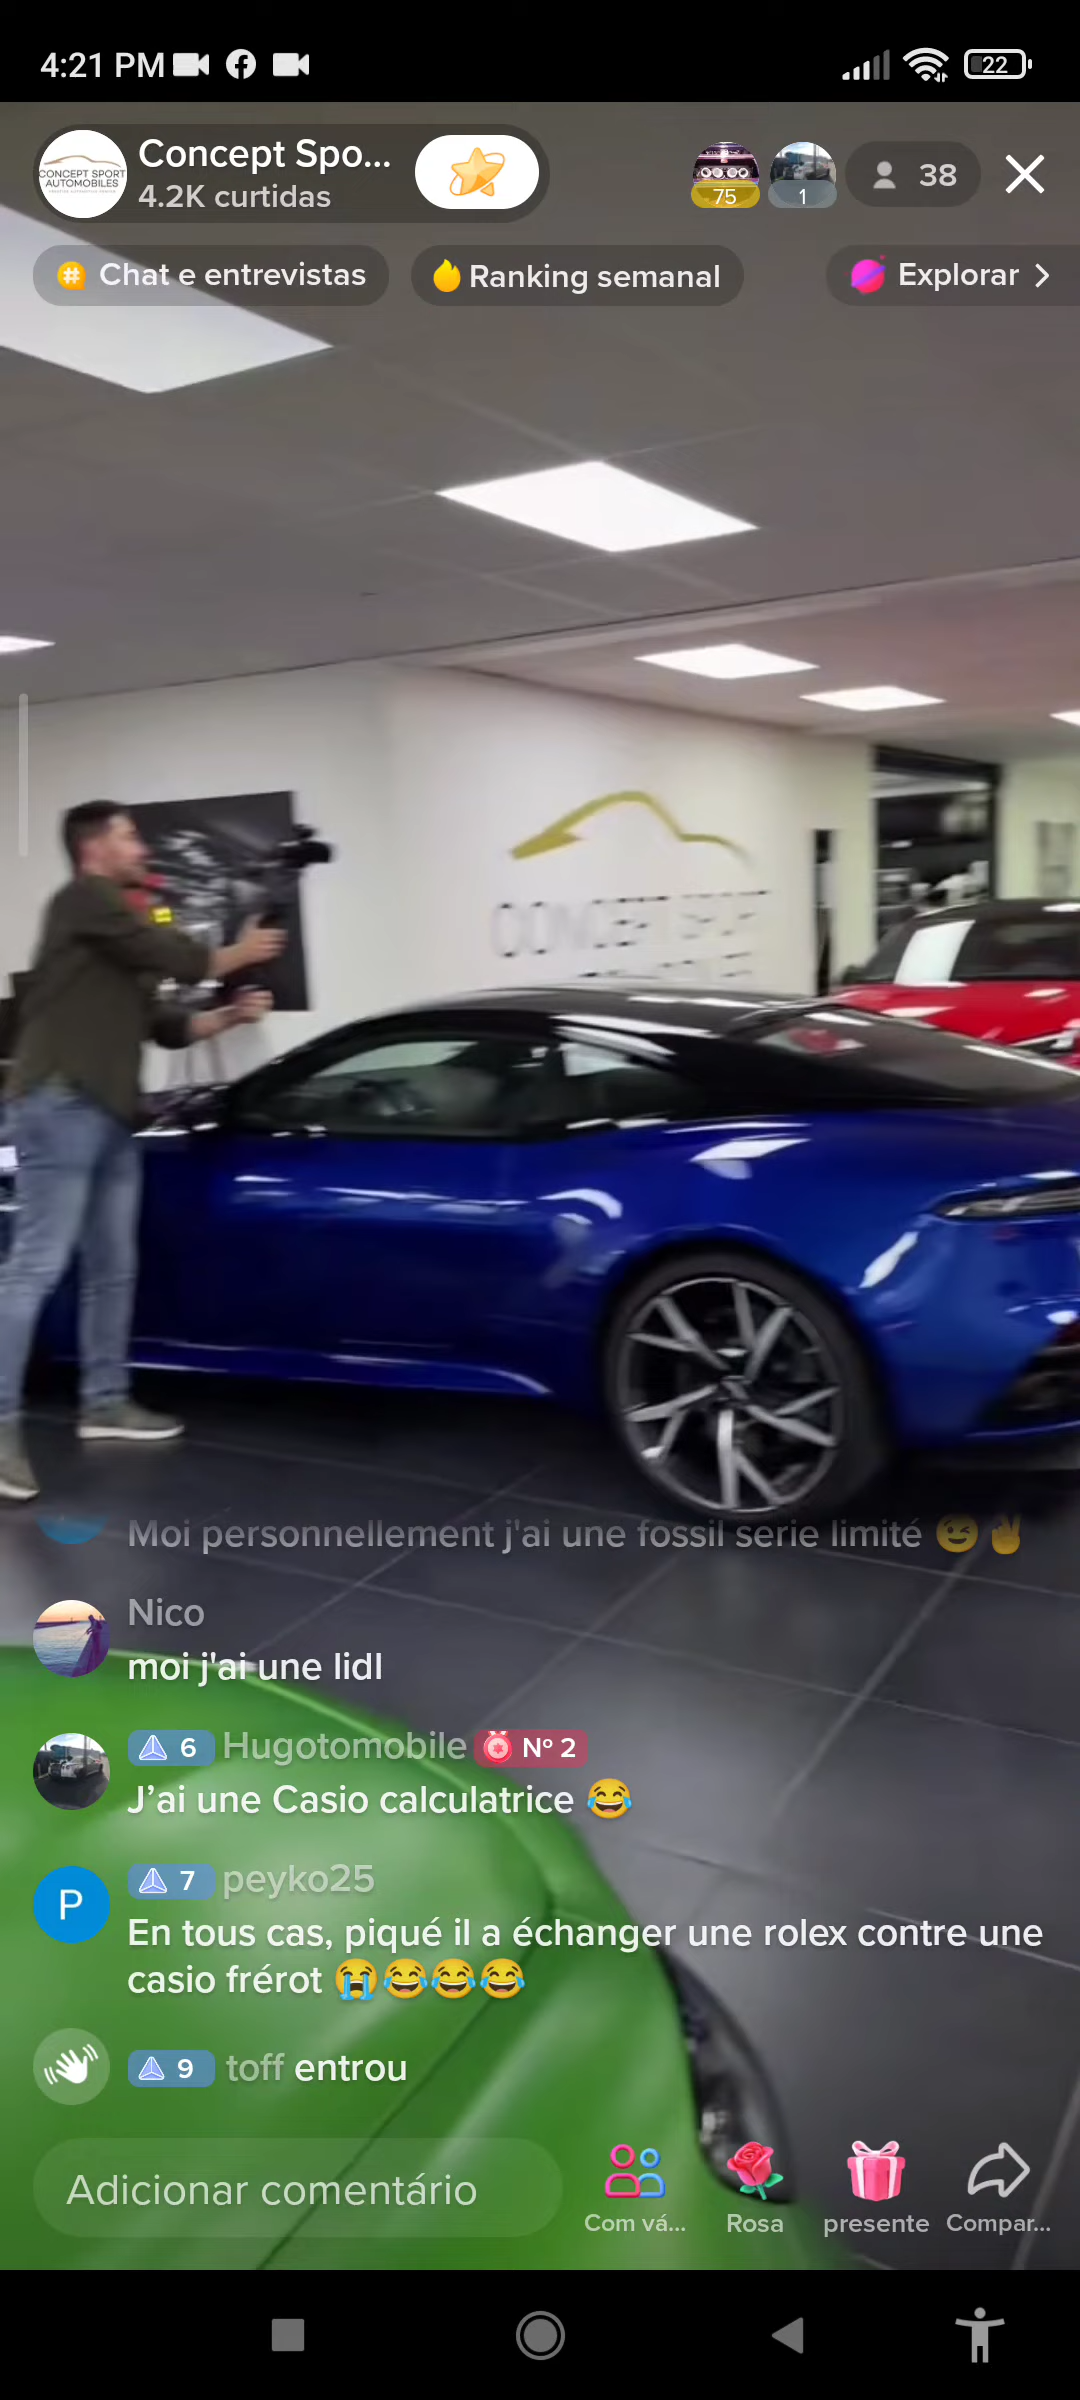 4:21 PM
22
CONCEPT SPORT
AUTOMOBILES
Concept Spo...
4.2K curtidas
75
1
38
Chat e entrevistas
Ranking semanal
Explorar
CONCEPT SPORT
Moi personnellement j'ai une fossil serie limité 😉✌️
Nico
moi j'ai une lidl
6 Hugotomobile Nº 2
J’ai une Casio calculatrice 😂
P
7 peyko25
En tous cas, piqué il a échanger une rolex contre une
casio frérot 😭😂😂😂
9 toff entrou
Adicionar comentário
Com vá...
Rosa
presente
Compar...